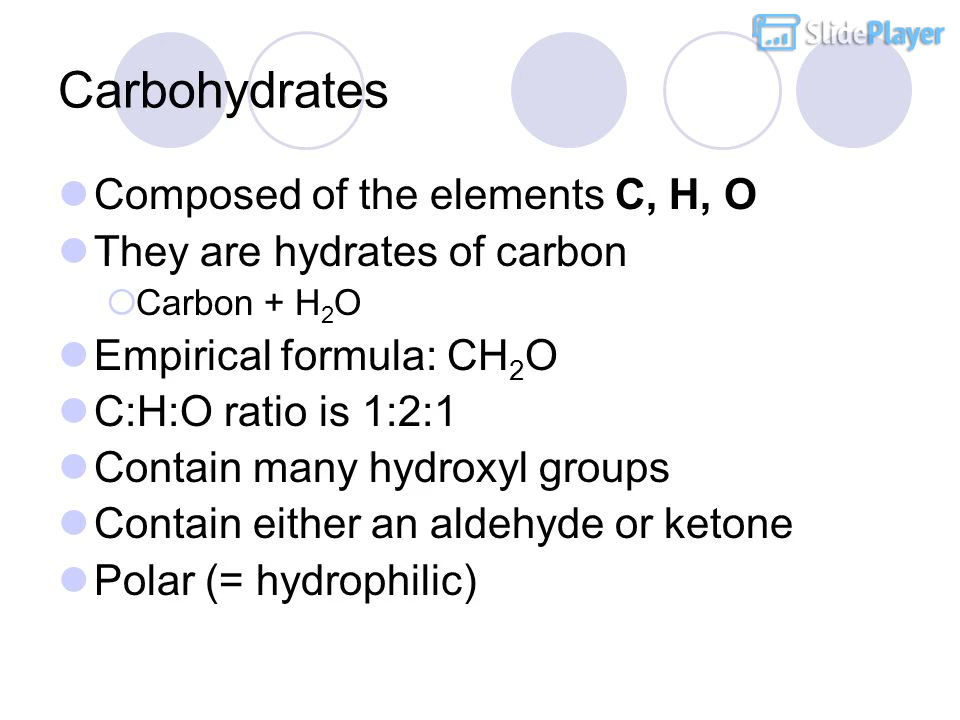 SlidePlayer
Carbohydrates
Composed of the elements C, H, O
They are hydrates of carbon
Carbon + H₂O
Empirical formula: CH₂O
C:H:O ratio is 1:2:1
Contain many hydroxyl groups
Contain either an aldehyde or ketone
Polar (= hydrophilic)